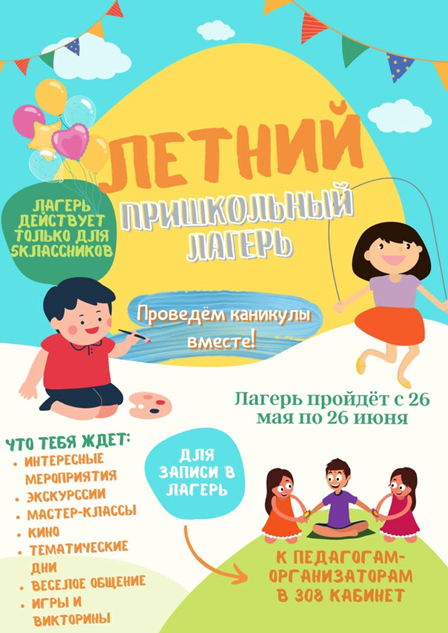 ЛЕТНИЙ
ПРИШКОЛЬНЫЙ
ЛАГЕРЬ
ЛАГЕРЬ
ДЕЙСТВУЕТ
ТОЛЬКО ДЛЯ
5КЛАССНИКОВ
Проведём каникулы
вместе!
Лагерь пройдёт с 26
мая по 26 июня
ЧТО ТЕБЯ ЖДЕТ:
• ИНТЕРЕСНЫЕ
МЕРОПРИЯТИЯ
• ЭКСКУРССИИ
• МАСТЕР-КЛАССЫ
• КИНО
• ТЕМАТИЧЕСКИЕ
ДНИ
• ВЕСЕЛОЕ ОБЩЕНИЕ
• ИГРЫ И
ВИКТОРИНЫ
ДЛЯ
ЗАПИСИ В
ЛАГЕРЬ
К ПЕДАГОГАМ-
ОРГАНИЗАТОРАМ
В 308 КАБИНЕТ